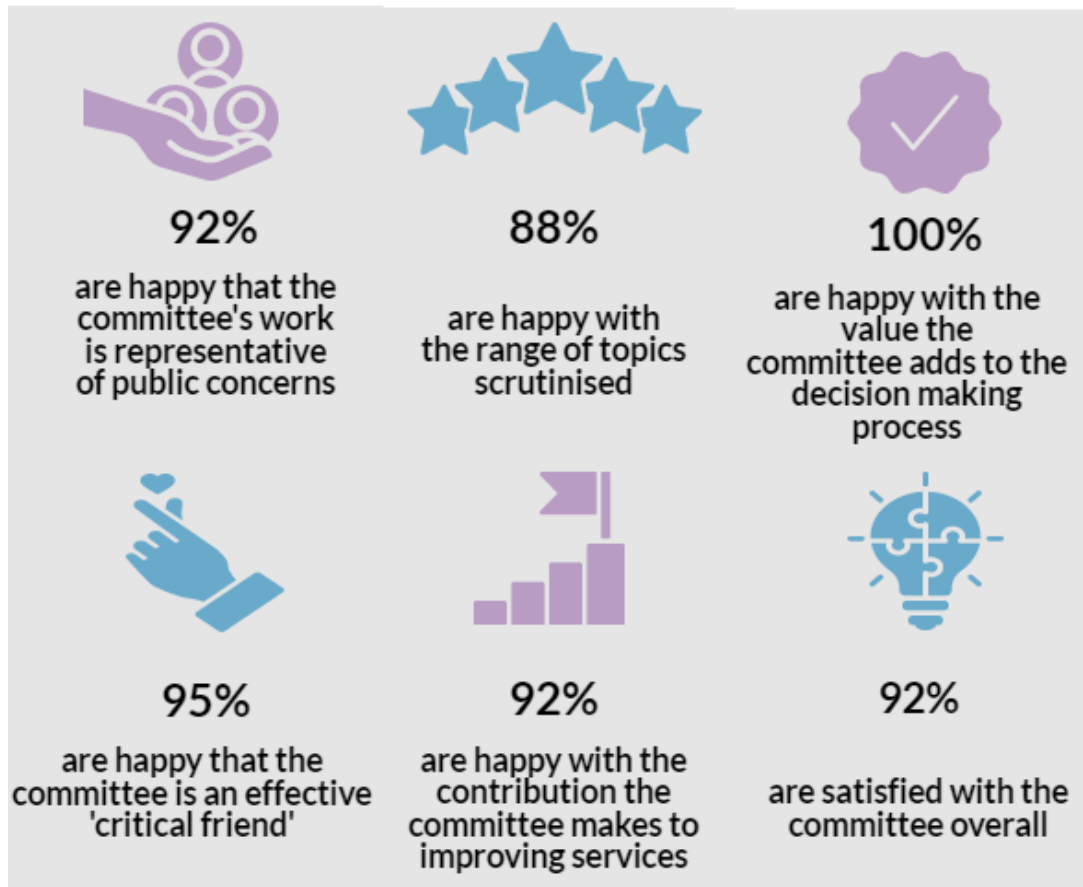 92%
are happy that the
committee's work
is representative
of public concerns
88%
are happy with
the range of topics
scrutinised
100%
are happy with the
value the
committee adds to the
decision making
process
95%
are happy that the
committee is an effective
'critical friend'
92%
are happy with the
contribution the
committee makes to
improving services
92%
are satisfied with the
committee overall